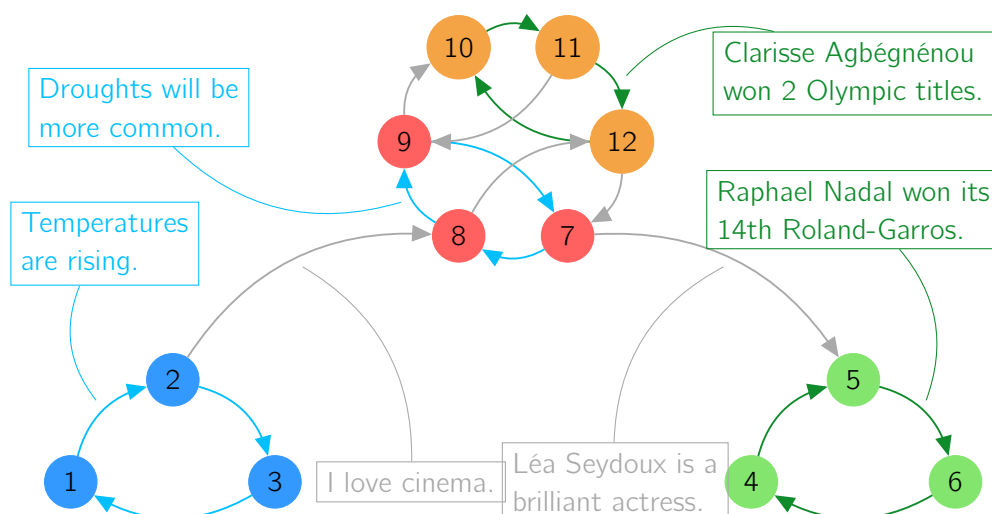 10
11
Clarisse Agbégnénou
won 2 Olympic titles.
Droughts will be
more common.
9
12
Raphael Nadal won its
14th Roland-Garros.
Temperatures
are rising.
8
7
2
5
1
3
I love cinema.
Léa Seydoux is a
brilliant actress.
4
6